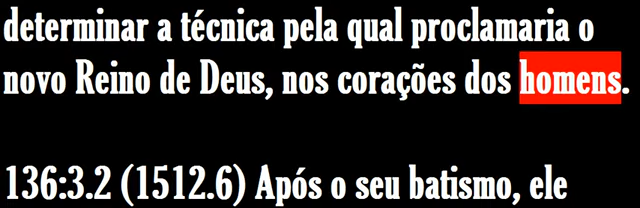 determinar a técnica pela qual proclamaria o
novo Reino de Deus, nos corações dos homens.
136:3.2 (1512.6) Após o seu batismo, ele